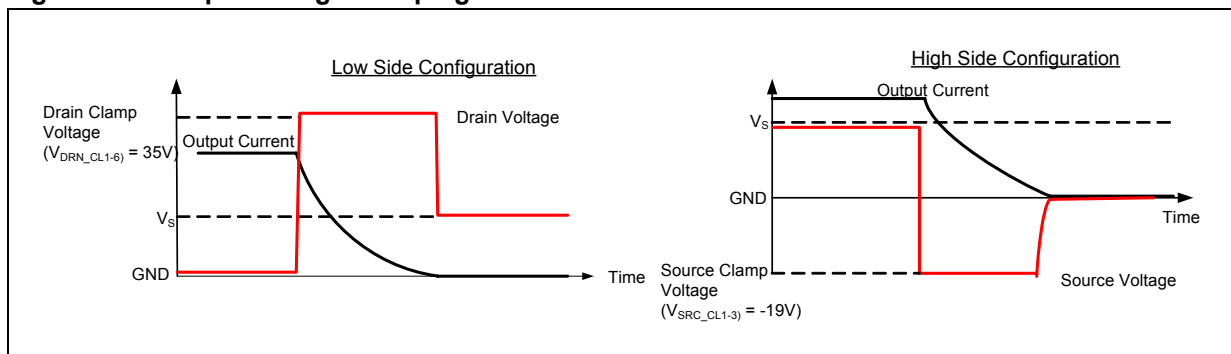 Low Side Configuration
Drain Clamp
Voltage
(VDRN_CL1-6) = 35V)
Output Current
Drain Voltage
VS
GND
Time
High Side Configuration
Output Current
VS
GND
Time
Source Clamp
Voltage
(VSRC_CL1-3) = -19V)
Source Voltage